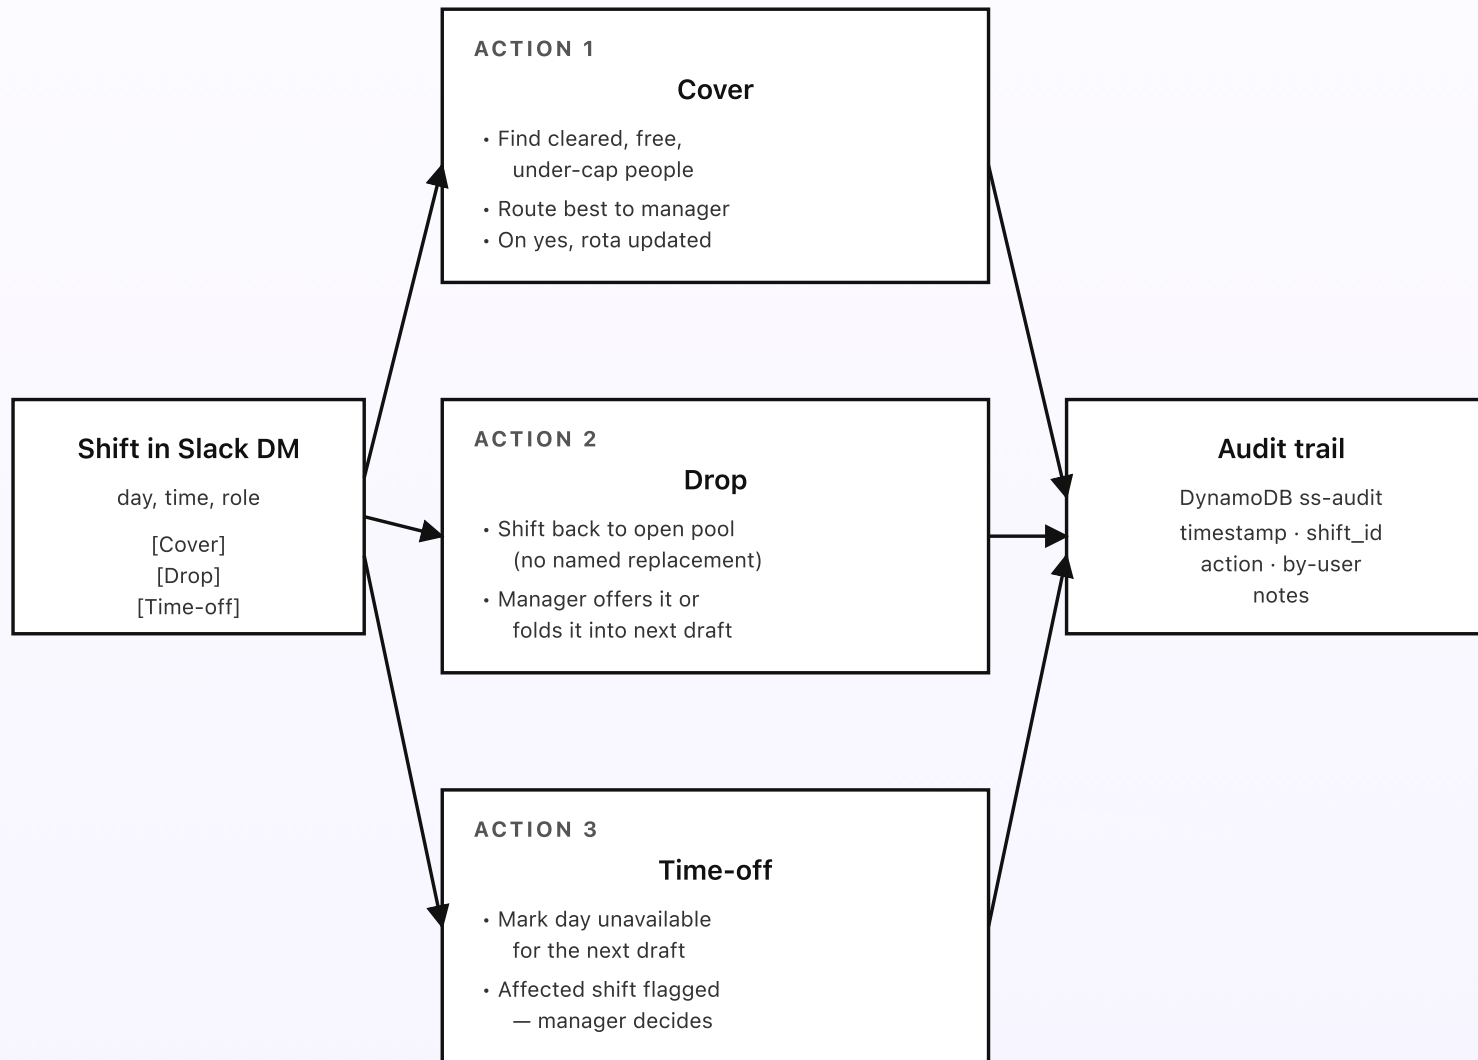 Shift in Slack DM
day, time, role
[Cover]
[Drop]
[Time-off]
ACTION 1
Cover
• Find cleared, free,
under-cap people
• Route best to manager
• On yes, rota updated
ACTION 2
Drop
• Shift back to open pool
(no named replacement)
• Manager offers it or
folds it into next draft
ACTION 3
Time-off
• Mark day unavailable
for the next draft
• Affected shift flagged
— manager decides
Audit trail
DynamoDB ss-audit
timestamp · shift_id
action · by-user
notes